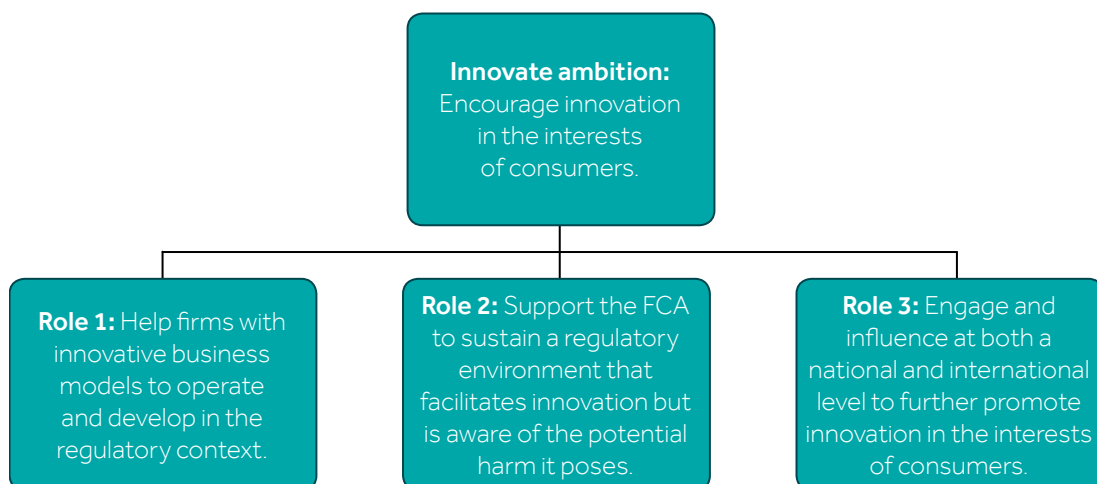 Innovate ambition:
Encourage innovation
in the interests
of consumers.
Role 1: Help firms with
innovative business
models to operate
and develop in the
regulatory context.
Role 2: Support the FCA
to sustain a regulatory
environment that
facilitates innovation but
is aware of the potential
harm it poses.
Role 3: Engage and
influence at both a
national and international
level to further promote
innovation in the interests
of consumers.